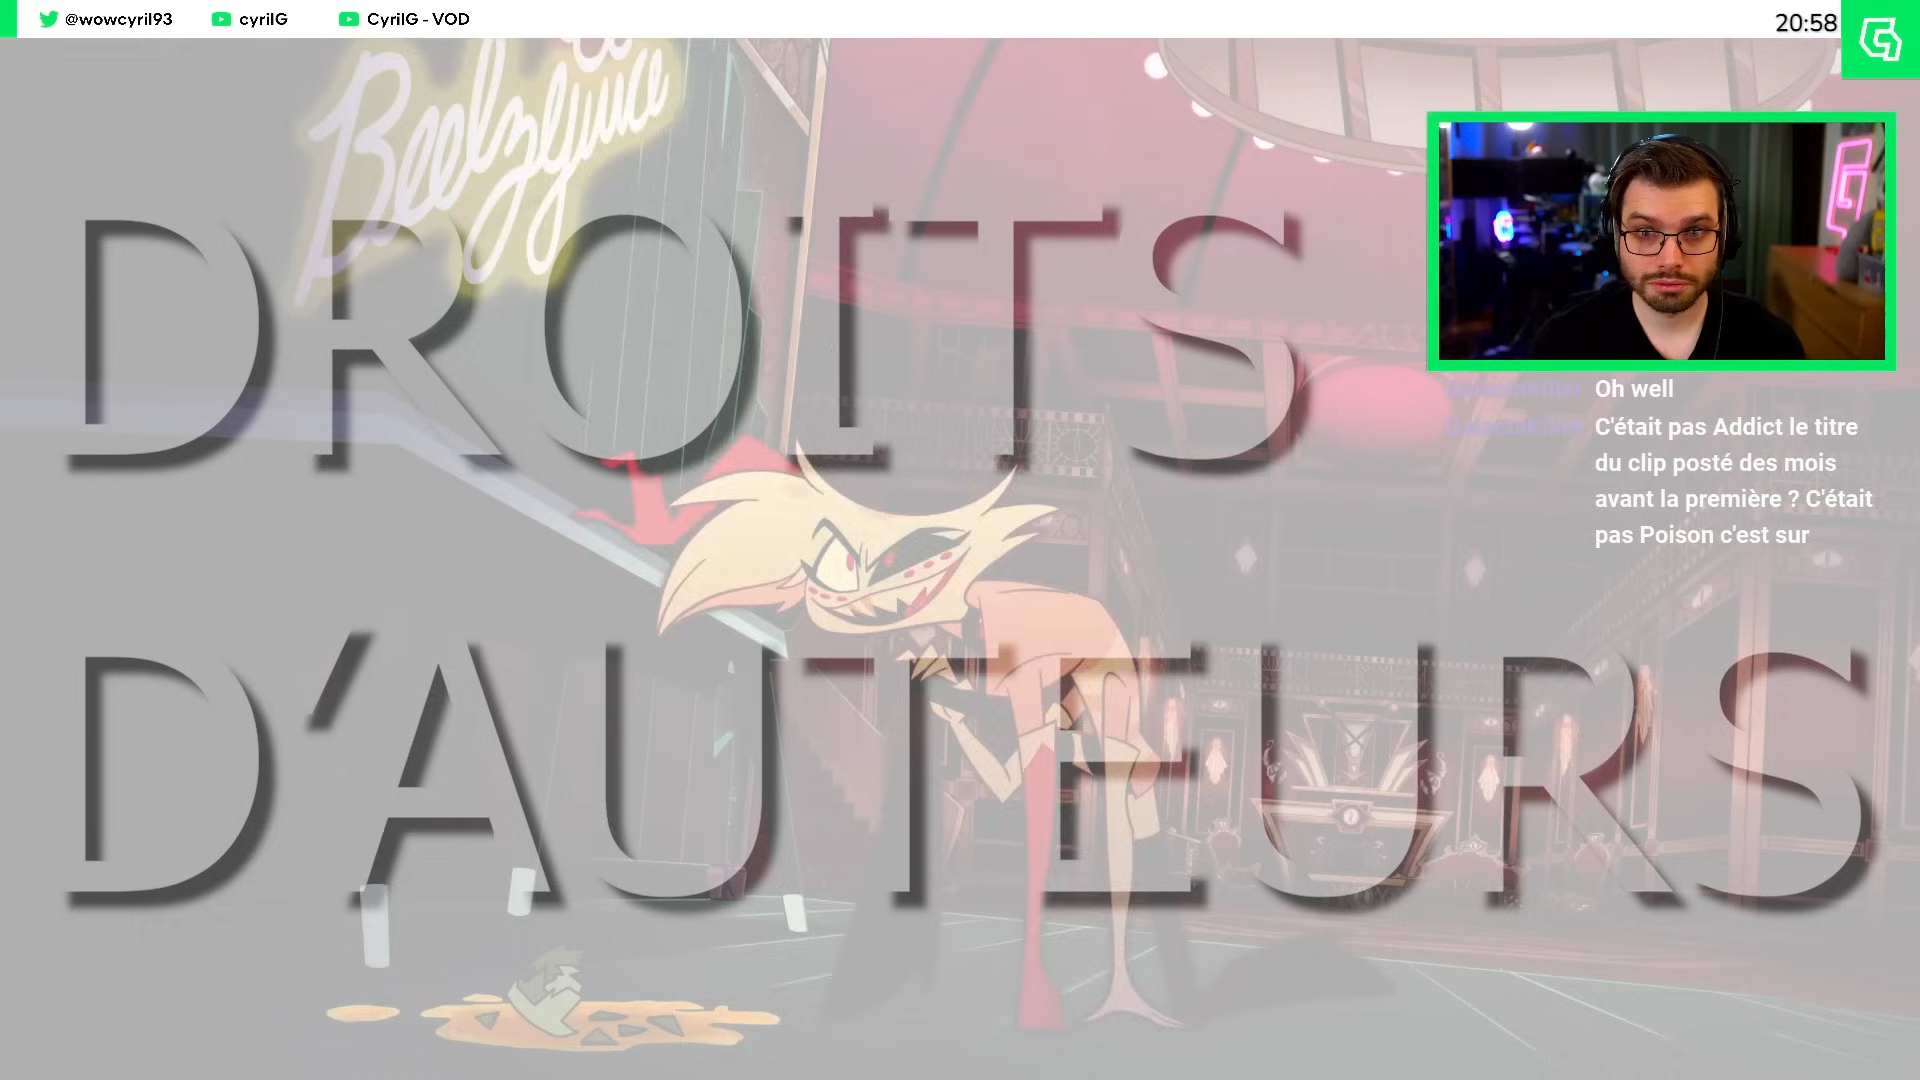 @wowcyril93 cyrilG CyrilG - VOD
20:58
Beelzyjuice
DROITS
D'AUTEURS
Oh well
C'était pas Addict le titre
du clip posté des mois
avant la première ? C'était
pas Poison c'est sur